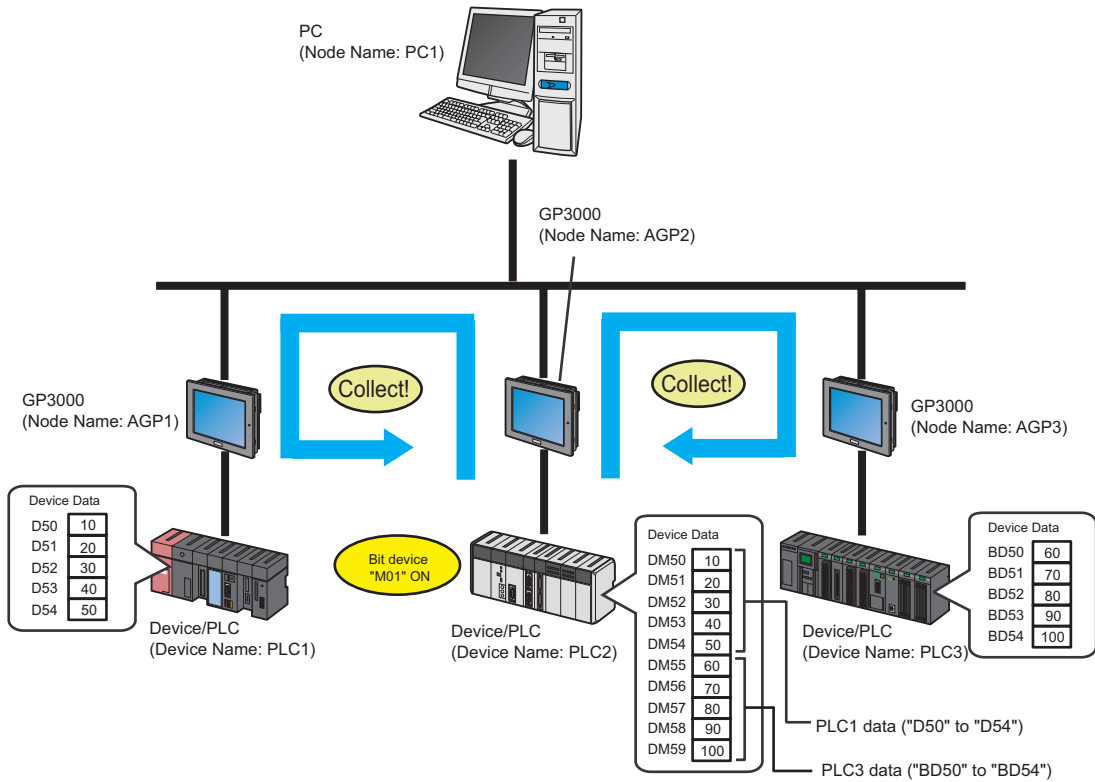 PC
(Node Name: PC1)
GP3000
(Node Name: AGP2)
Collect!
Collect!
GP3000
(Node Name: AGP1)
GP3000
(Node Name: AGP3)
Device Data
D50 10
D51 20
D52 30
D53 40
D54 50
Device/PLC
(Device Name: PLC1)
Bit device
"M01" ON
Device/PLC
(Device Name: PLC2)
Device Data
DM50 10
DM51 20
DM52 30
DM53 40
DM54 50
DM55 60
DM56 70
DM57 80
DM58 90
DM59 100
Device/PLC
(Device Name: PLC3)
Device Data
BD50 60
BD51 70
BD52 80
BD53 90
BD54 100
PLC1 data ("D50" to "D54")
PLC3 data ("BD50" to "BD54")